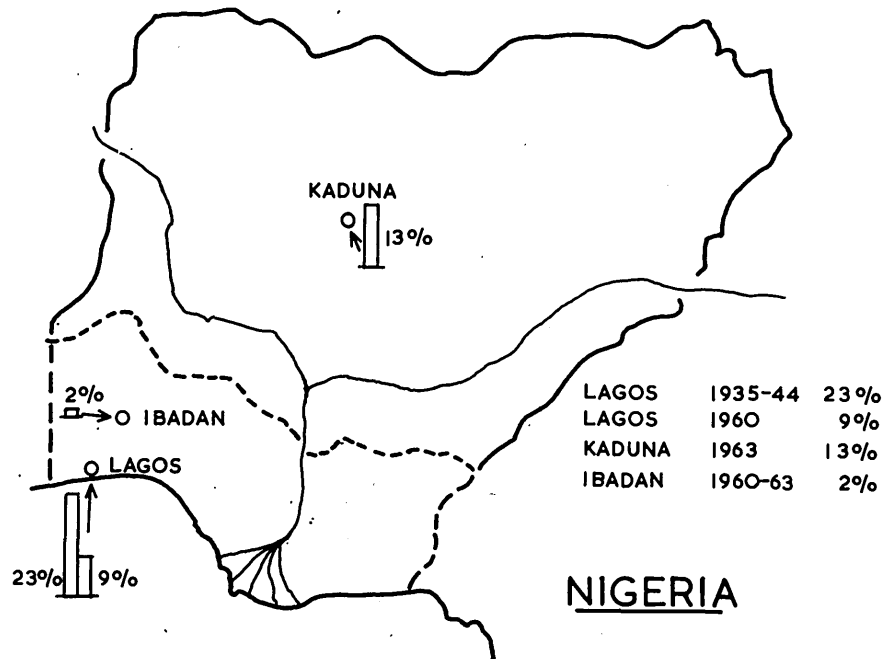 KADUNA
13%
2%
IBADAN
LAGOS
23% 9%
LAGOS 1935-44 23%
LAGOS 1960 9%
KADUNA 1963 13%
IBADAN 1960-63 2%
NIGERIA